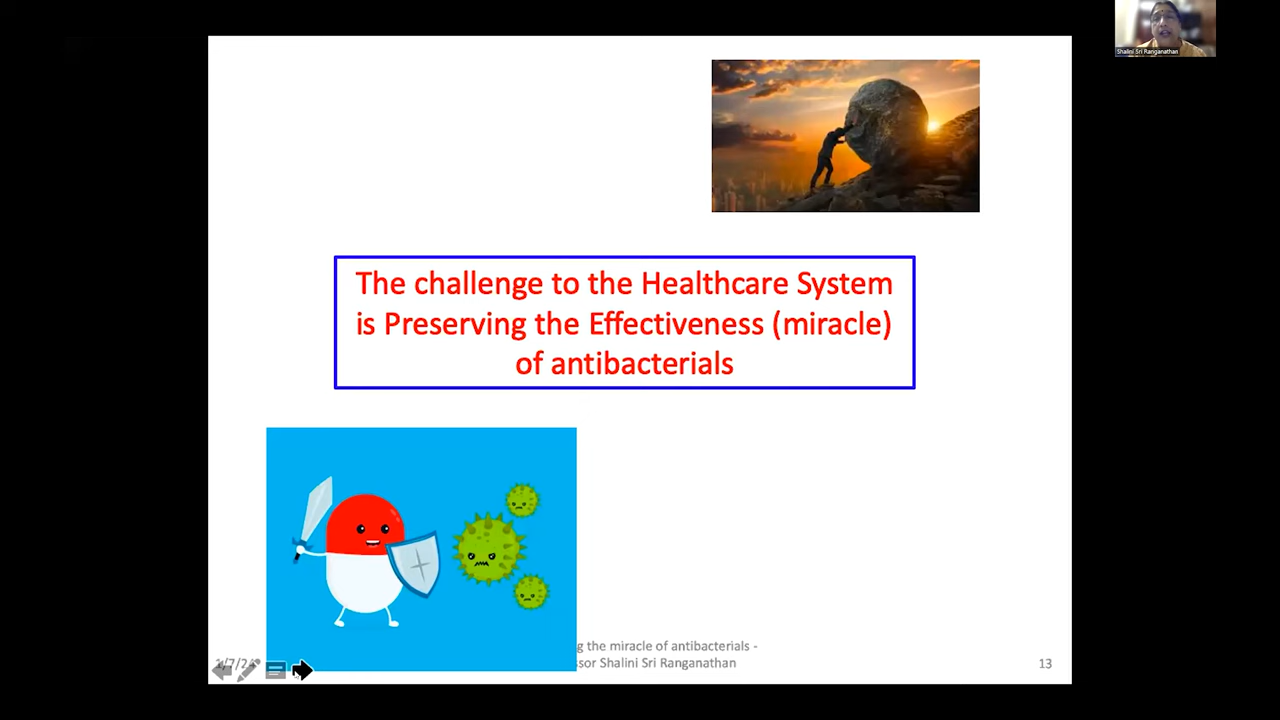 Shalini Sri Ranganathan
The challenge to the Healthcare System
is Preserving the Effectiveness (miracle)
of antibacterials
the miracle of antibacterials -
Shalini Sri Ranganathan
13